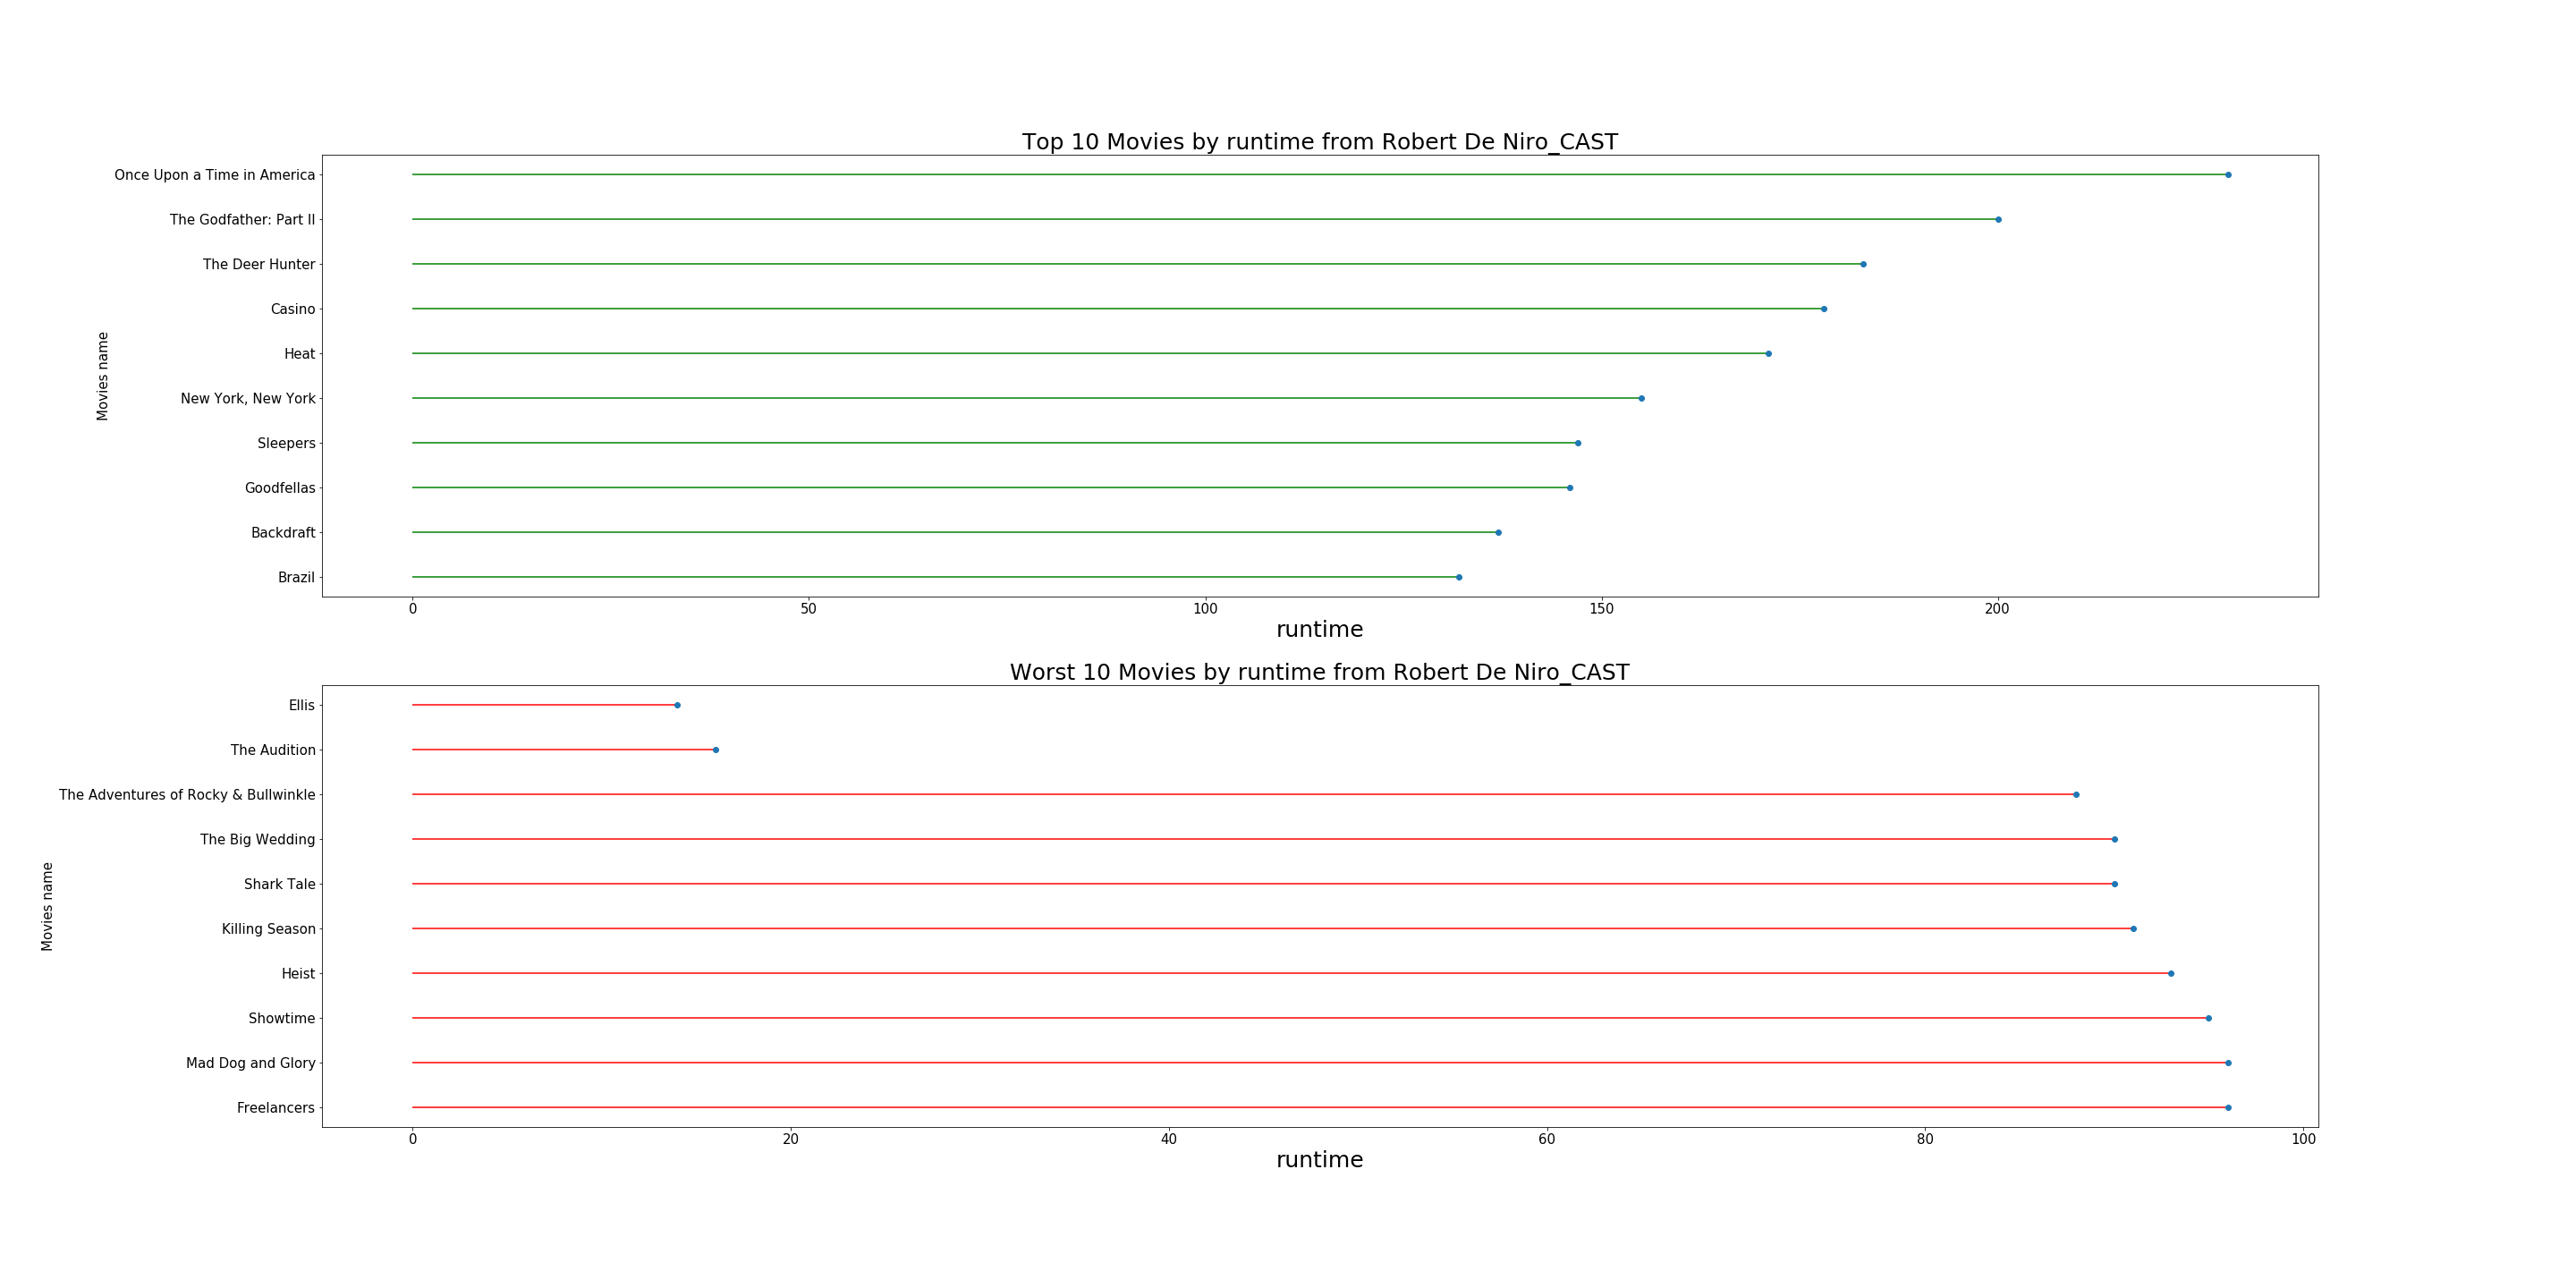 Top 10 Movies by runtime from Robert De Niro_CAST
Movies name
Once Upon a Time in America
The Godfather: Part II
The Deer Hunter
Casino
Heat
New York, New York
Sleepers
Goodfellas
Backdraft
Brazil
0 50 100 150 200
runtime
Worst 10 Movies by runtime from Robert De Niro_CAST
Movies name
Ellis
The Audition
The Adventures of Rocky & Bullwinkle
The Big Wedding
Shark Tale
Killing Season
Heist
Showtime
Mad Dog and Glory
Freelancers
0 20 40 60 80 100
runtime